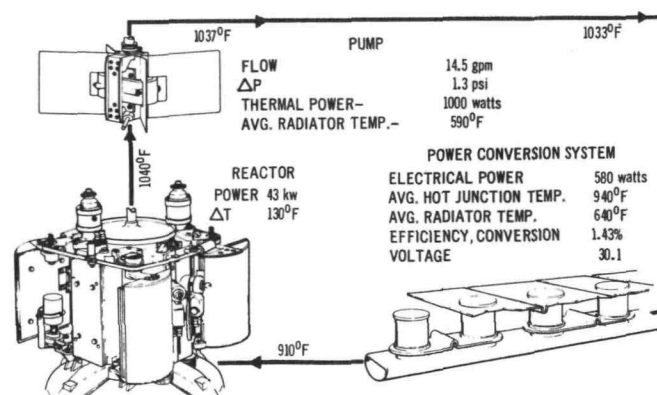 1037°F
1033°F
PUMP
FLOW 14.5 gpm
△P 1.3 psi
THERMAL POWER– 1000 watts
AVG. RADIATOR TEMP.– 590°F
1040°F
REACTOR
POWER 43 kw
△T 130°F
POWER CONVERSION SYSTEM
ELECTRICAL POWER 580 watts
AVG. HOT JUNCTION TEMP. 940°F
AVG. RADIATOR TEMP. 640°F
EFFICIENCY, CONVERSION 1.43%
VOLTAGE 30.1
910°F